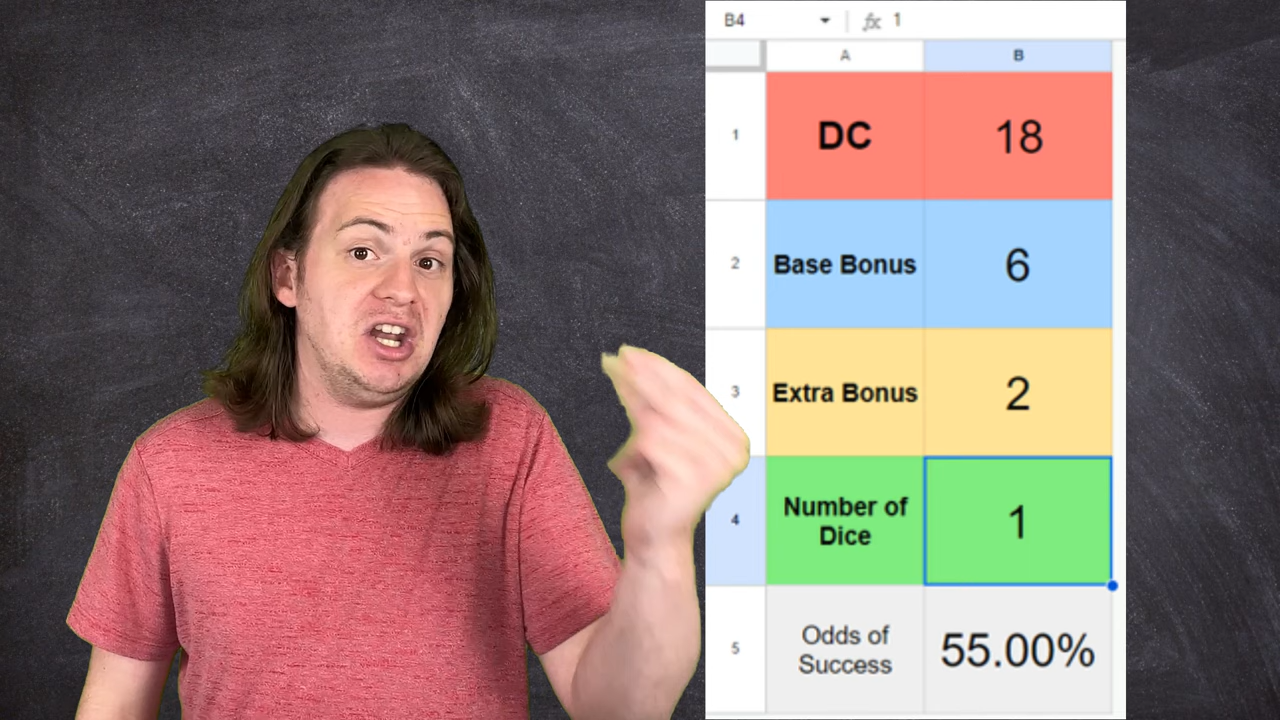 B4 fx 1
A B
1 DC 18
2 Base Bonus 6
3 Extra Bonus 2
4 Number of
Dice 1
5 Odds of
Success 55.00%